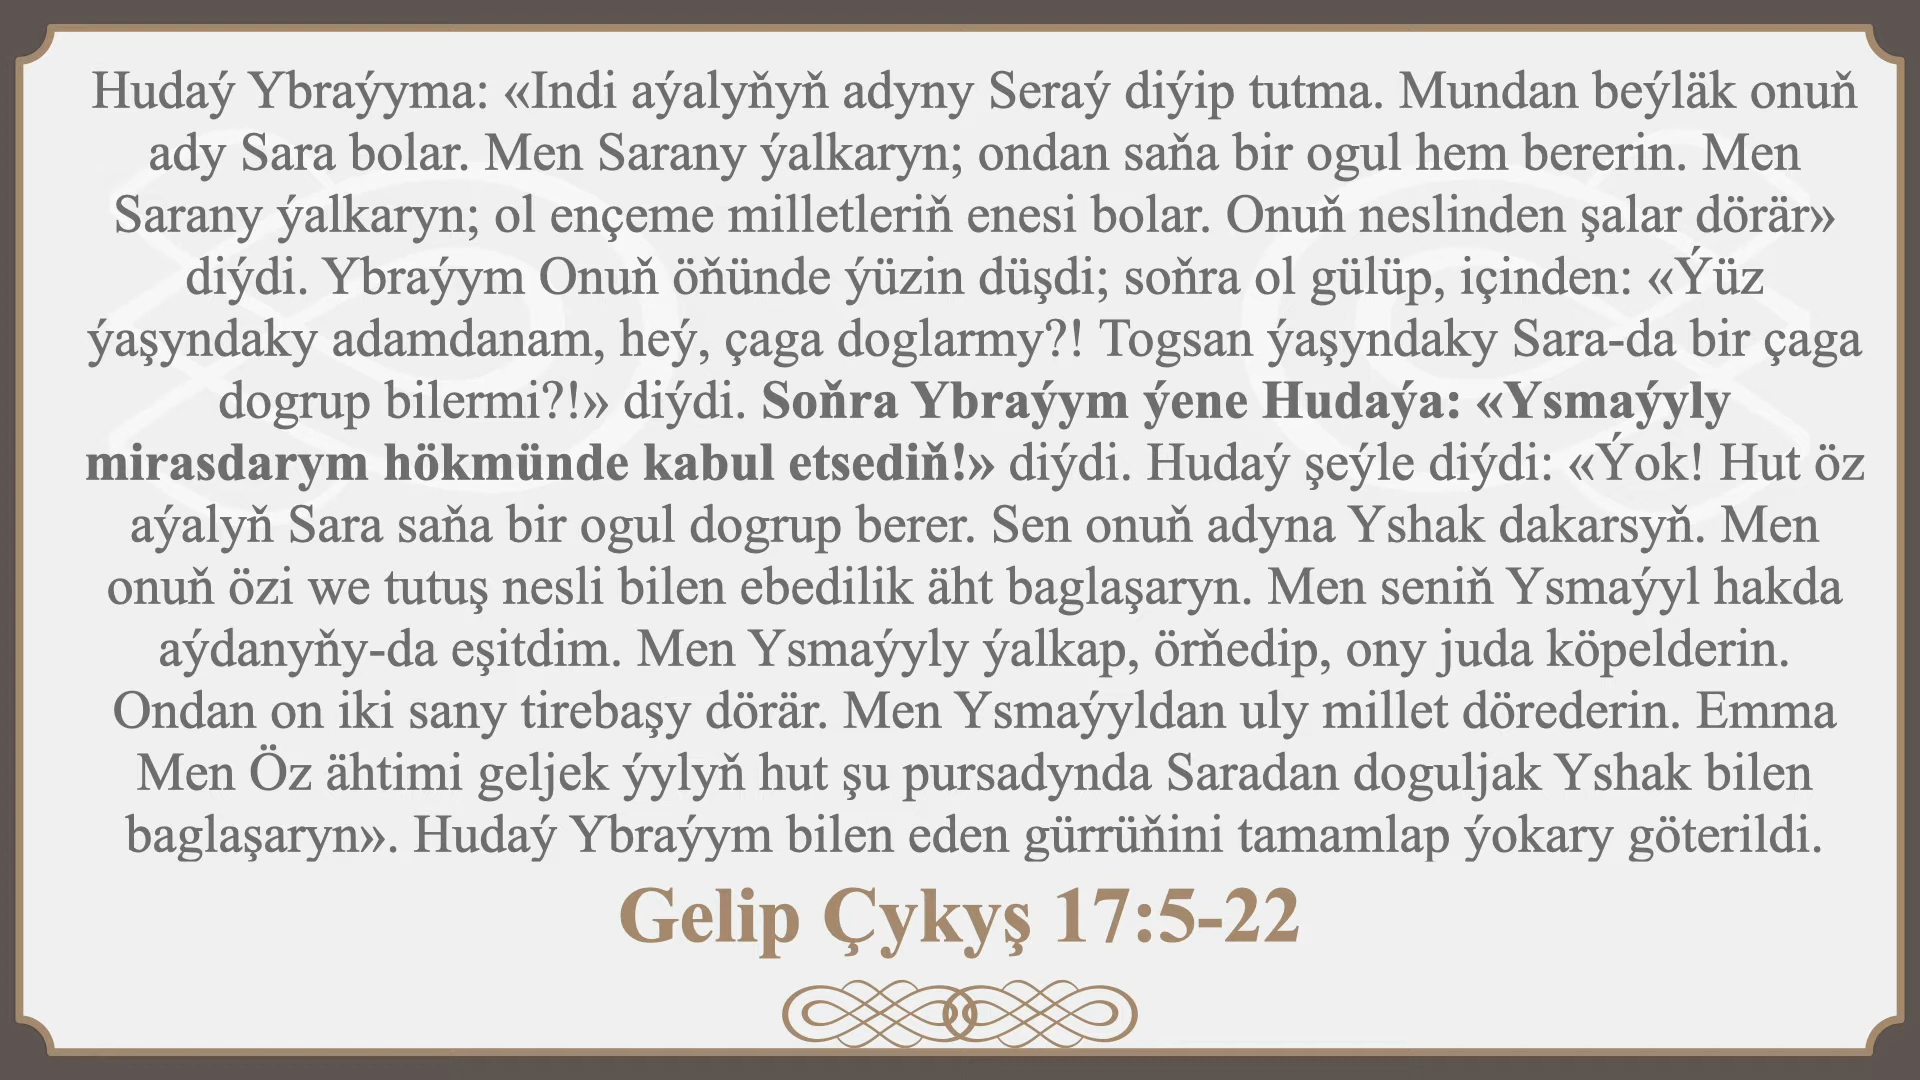 Hudaý Ybraýyma: «Indi aýalyňyň adyny Seraý diýip tutma. Mundan beýläk onuň
ady Sara bolar. Men Sarany ýalkaryn; ondan saňa bir ogul hem bererin. Men
Sarany ýalkaryn; ol ençeme milletleriň enesi bolar. Onuň neslinden şalar dörär»
diýdi. Ybraýym Onuň öňünde ýüzin düşdi; soňra ol gülüp, içinden: «Ýüz
ýaşyndaky adamdanam, heý, çaga doglarmy?! Togsan ýaşyndaky Sara-da bir çaga
dogrup bilermi?!» diýdi. Soňra Ybraýym ýene Hudaýa: «Ysmaýyly
mirasdarym hökmünde kabul etsediň!» diýdi. Hudaý şeýle diýdi: «Ýok! Hut öz
aýalyň Sara saňa bir ogul dogrup berer. Sen onuň adyna Yshak dakarsyň. Men
onuň özi we tutuş nesli bilen ebedilik äht baglaşaryn. Men seniň Ysmaýyl hakda
aýdanyňy-da eşitdim. Men Ysmaýyly ýalkap, örňedip, ony juda köpelderin.
Ondan on iki sany tirebaşy dörär. Men Ysmaýyldan uly millet dörederin. Emma
Men Öz ähtimi geljek ýylyň hut şu pursadynda Saradan doguljak Yshak bilen
baglaşaryn». Hudaý Ybraýym bilen eden gürrüňini tamamlap ýokary göterildi.
Gelip Çykyş 17:5-22